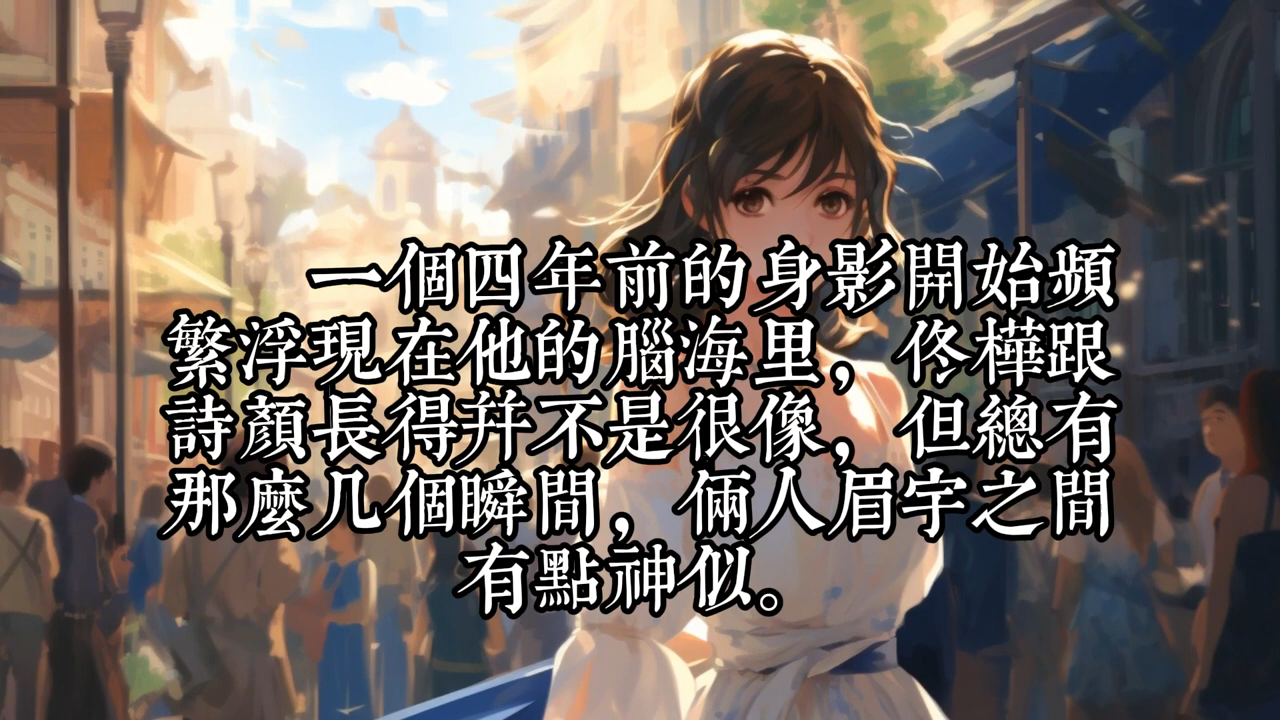 一個四年前的身影開始頻
繁浮現在他的腦海里，佟樺跟
詩顏長得并不是很像，但總有
那麼几個瞬間，倆人眉宇之間
有點神似。